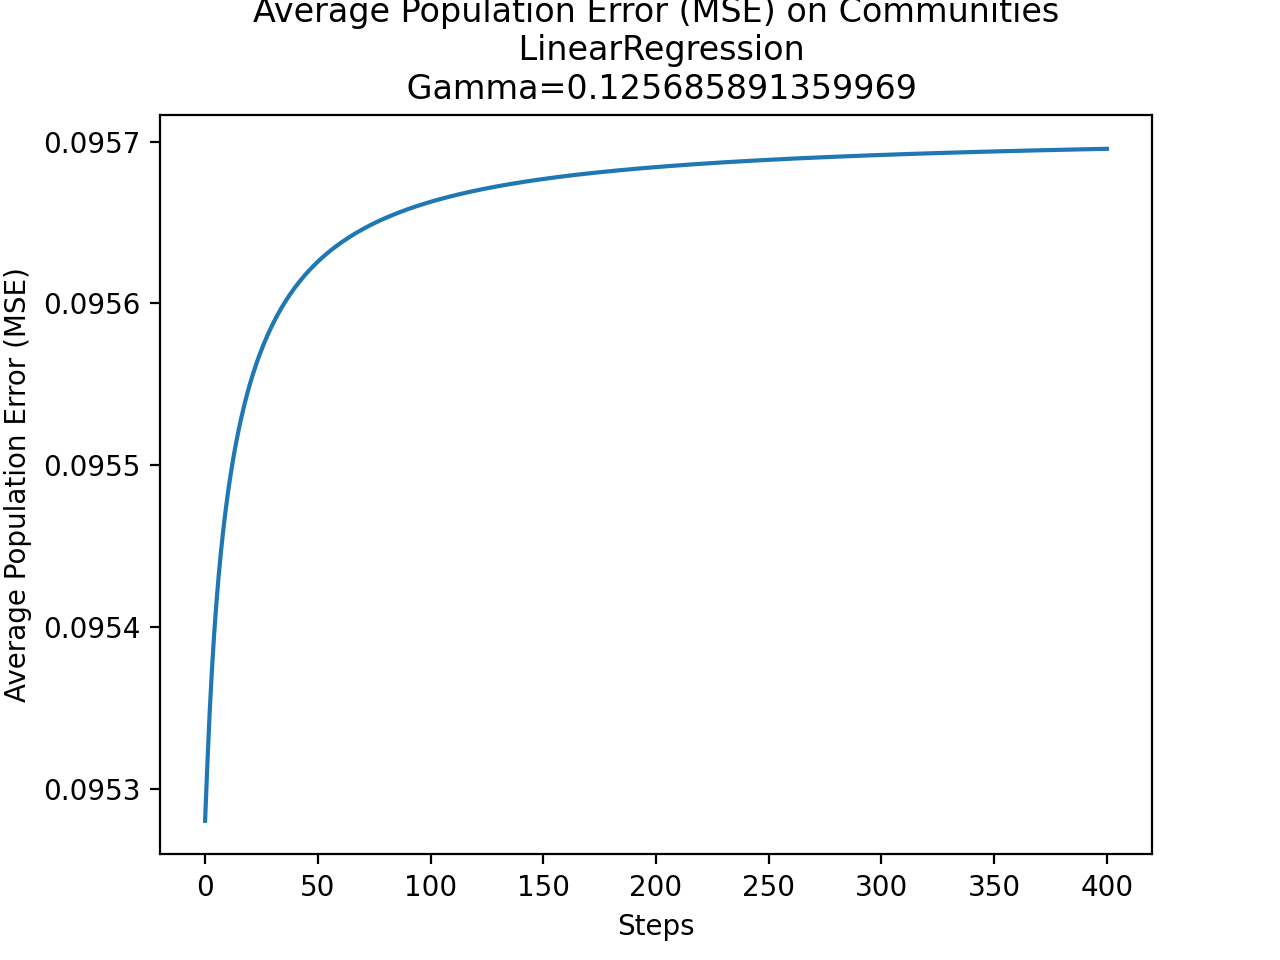 Average Population Error (MSE) on Communities
LinearRegression
Gamma=0.125685891359969
Average Population Error (MSE)
0.0957
0.0956
0.0955
0.0954
0.0953
0 50 100 150 200 250 300 350 400
Steps